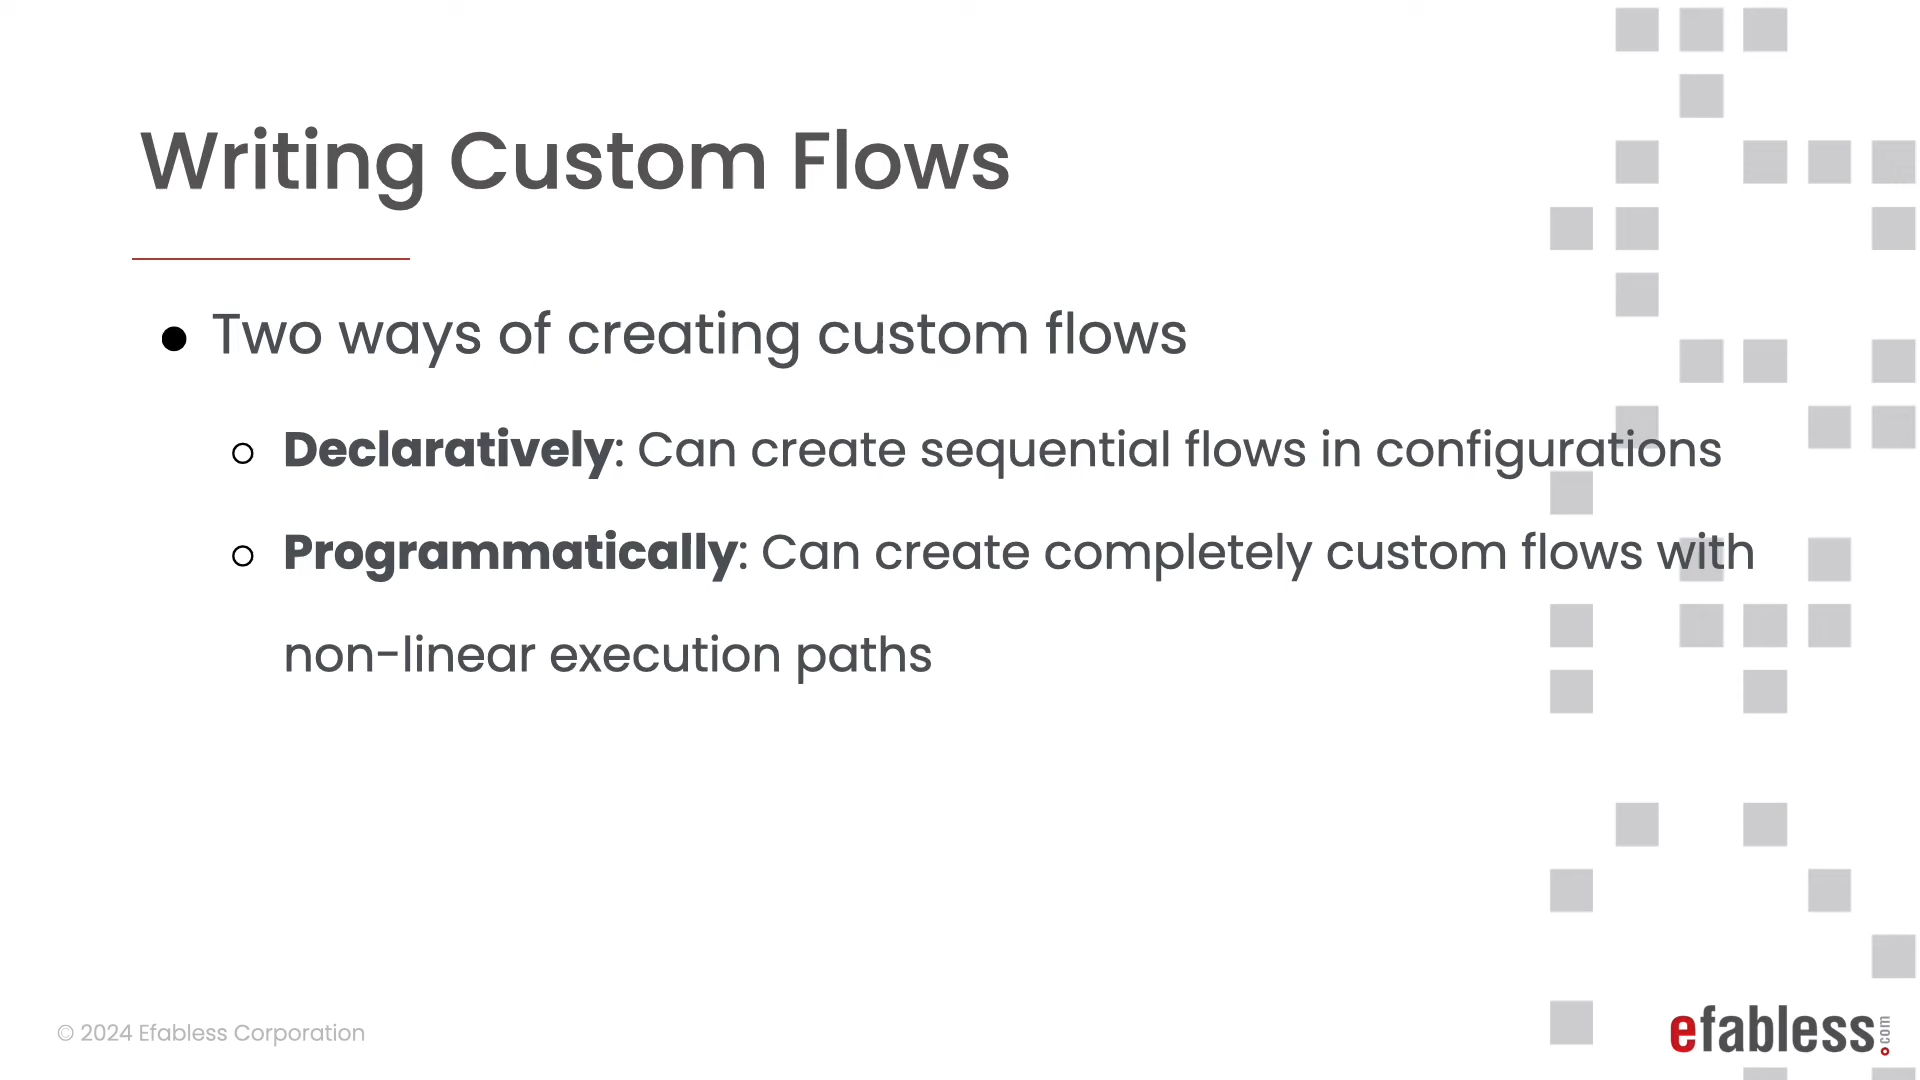 Writing Custom Flows
● Two ways of creating custom flows
○ Declaratively: Can create sequential flows in configurations
○ Programmatically: Can create completely custom flows with
non-linear execution paths
© 2024 Efabless Corporation
efabless.com